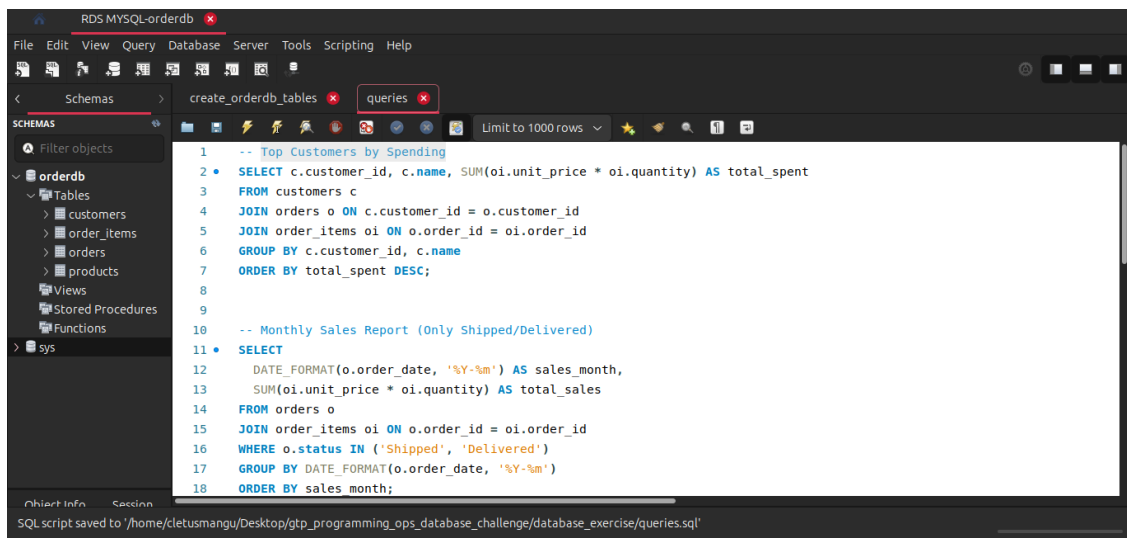 RDS MYSQL-orderdb
File Edit View Query Database Server Tools Scripting Help
Schemas
create_orderdb_tables
queries
SCHEMAS
Limit to 1000 rows
Filter objects
orderdb
Tables
customers
order_items
orders
products
Views
Stored Procedures
Functions
sys
1 -- Top Customers by Spending
2 SELECT c.customer_id, c.name, SUM(oi.unit_price * oi.quantity) AS total_spent
3 FROM customers c
4 JOIN orders o ON c.customer_id = o.customer_id
5 JOIN order_items oi ON o.order_id = oi.order_id
6 GROUP BY c.customer_id, c.name
7 ORDER BY total_spent DESC;
8
9
10 -- Monthly Sales Report (Only Shipped/Delivered)
11 SELECT
12 DATE_FORMAT(o.order_date, '%Y-%m') AS sales_month,
13 SUM(oi.unit_price * oi.quantity) AS total_sales
14 FROM orders o
15 JOIN order_items oi ON o.order_id = oi.order_id
16 WHERE o.status IN ('Shipped', 'Delivered')
17 GROUP BY DATE_FORMAT(o.order_date, '%Y-%m')
18 ORDER BY sales_month;
Object Info Session
SQL script saved to '/home/cletusmangu/Desktop/gtp_programming_ops_database_challenge/database_exercise/queries.sql'